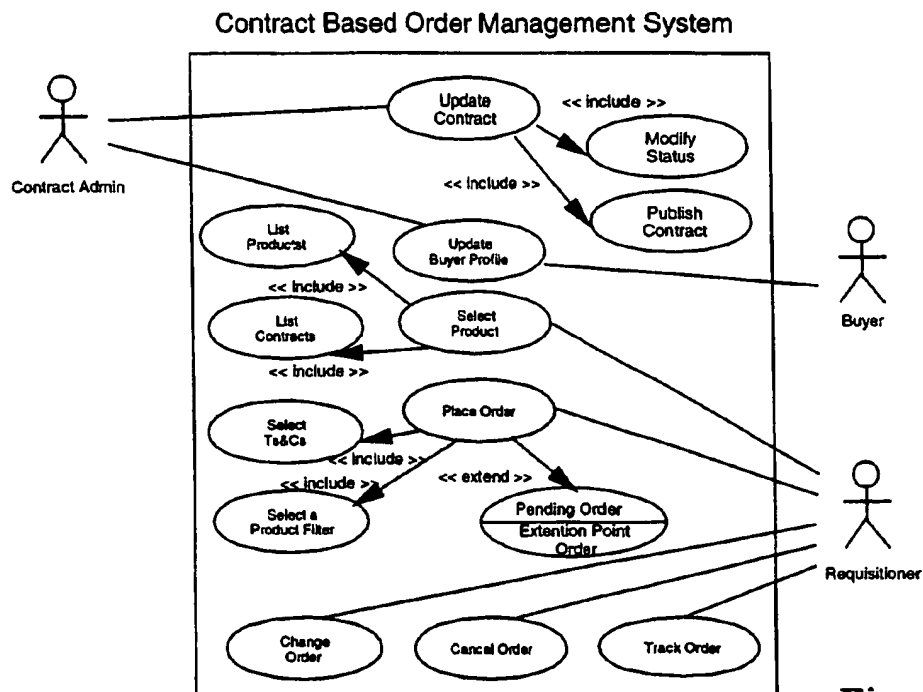 Contract Based Order Management System
Update
Contract
<< include >>
Modify
Status
Contract Admin
<< include >>
Publish
Contract
List
Productst
Update
Buyer Profile
<< include >>
Buyer
List
Contracts
Select
Product
<< include >>
Place Order
Select
Ts&Cs
<< include >>
<< include >>
<< extend >>
Select a
Product Filter
Pending Order
Extention Point
Order
Requisitioner
Change
Order
Cancal Order
Track Order